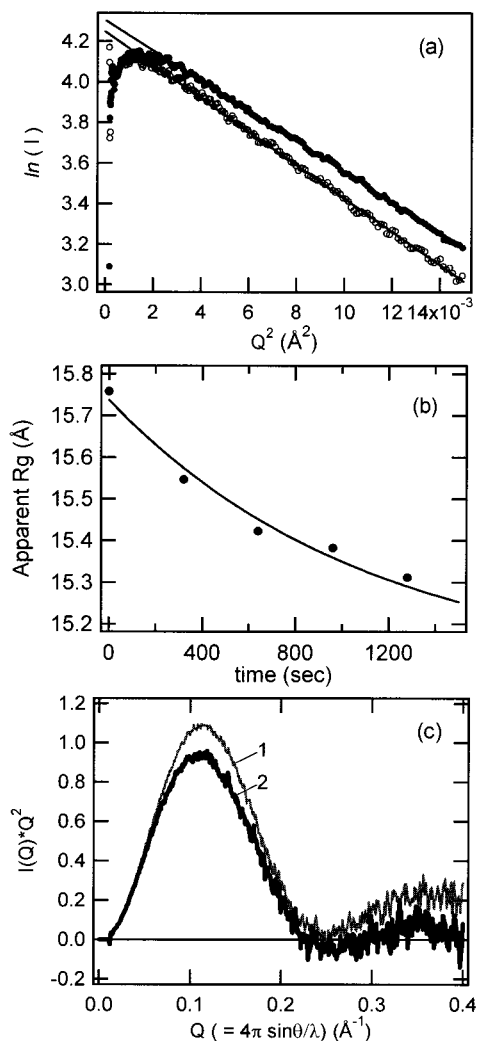 (a)
4.2
4.0
3.8
3.6
3.4
3.2
3.0
ln ( I )
0 2 4 6 8 10 12 14x10⁻³
Q² (Å²)
(b)
15.8
15.7
15.6
15.5
15.4
15.3
15.2
Apparent Rg (Å)
0 400 800 1200
time (sec)
(c)
1.2
1.0
0.8
0.6
0.4
0.2
0.0
-0.2
I(Q)*Q²
1
2
0.0 0.1 0.2 0.3 0.4
Q ( = 4π sinθ/λ) (Å⁻¹)